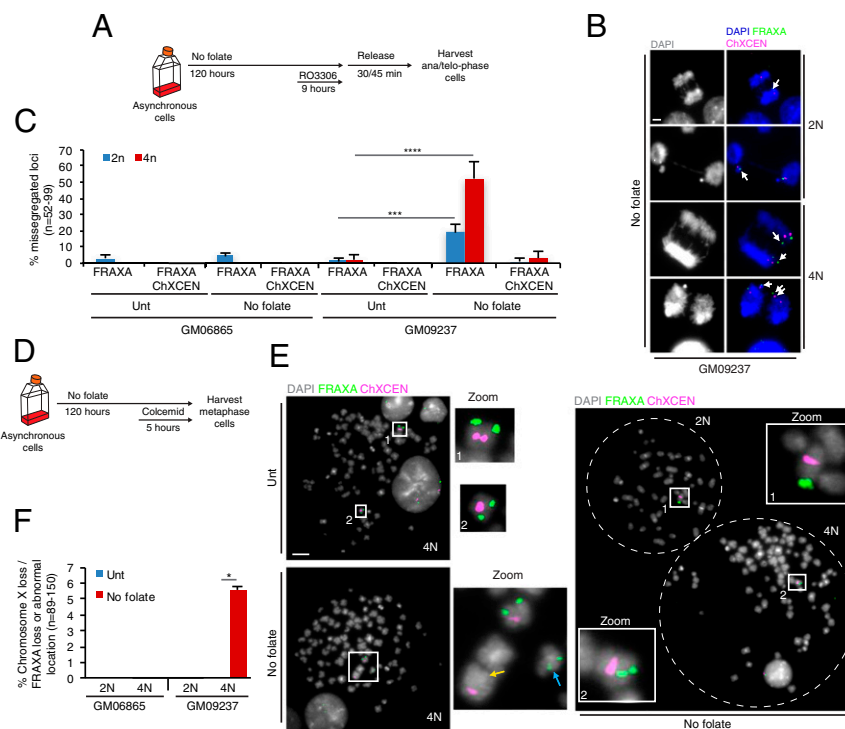 A
No folate
120 hours
RO3306
9 hours
Release
30/45 min
Harvest
ana/telo-phase
cells
Asynchronous
cells
B
DAPI
DAPI FRAXA
ChXCEN
2N
4N
No folate
GM09237
C
% missegregated loci
(n=52-99)
70
60
50
40
30
20
10
0
2n
4n
***
****
FRAXA
FRAXA
ChXCEN
FRAXA
FRAXA
ChXCEN
FRAXA
FRAXA
ChXCEN
FRAXA
FRAXA
ChXCEN
Unt
No folate
Unt
No folate
GM06865
GM09237
D
No folate
120 hours
Colcemid
5 hours
Harvest
metaphase
cells
Asynchronous
cells
E
DAPI FRAXA ChXCEN
Zoom
Unt
1
2
4N
1
2
No folate
4N
Zoom
DAPI FRAXA ChXCEN
2N
Zoom
1
1
4N
2
Zoom
2
No folate
F
% Chromosome X loss /
FRAXA loss or abnormal
location (n=89-150)
7
6
5
4
3
2
1
0
Unt
No folate
*
2N
4N
2N
4N
GM06865
GM09237